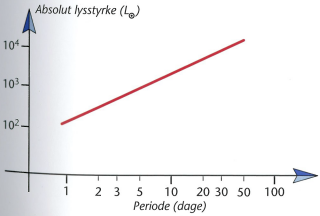 Absolut lysstyrke (L☉)
10⁴
10³
10²
1 2 3 5 10 20 30 50 100
Periode (dage)